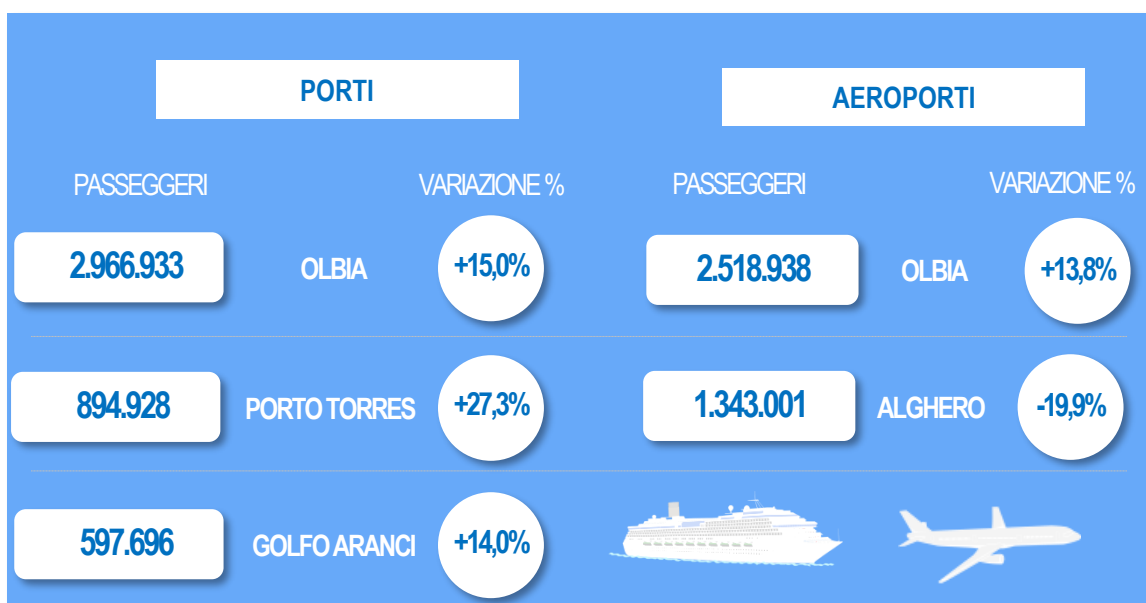 PORTI
PASSEGGERI VARIAZIONE %
2.966.933 OLBIA +15,0%
894.928 PORTO TORRES +27,3%
597.696 GOLFO ARANCI +14,0%
AEROPORTI
PASSEGGERI VARIAZIONE %
2.518.938 OLBIA +13,8%
1.343.001 ALGHERO -19,9%